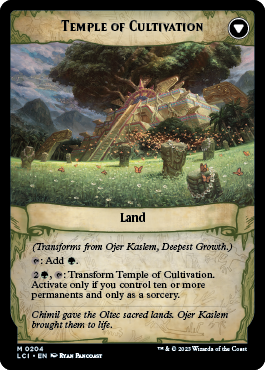 Temple of Cultivation
Land
(Transforms from Ojer Kaslem, Deepest Growth.)
: Add .
2, : Transform Temple of Cultivation.
Activate only if you control ten or more
permanents and only as a sorcery.
Chimil gave the Oltec sacred lands. Ojer Kaslem
brought them to life.
M 0204
LCI • EN Ryan Pancoast
™ & © 2023 Wizards of the Coast